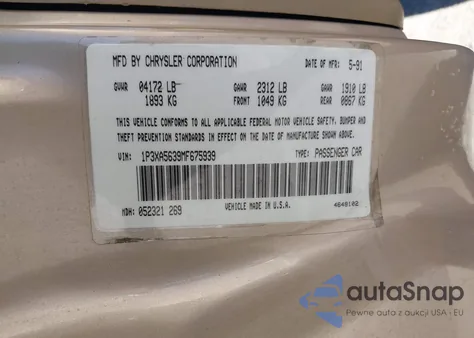 MFD BY CHRYSLER CORPORATION DATE OF MFR: 5-91
GVWR 04172 LB GAWR 2312 LB GAWR 1910 LB
1893 KG FRONT 1049 KG REAR 0867 KG
THIS VEHICLE CONFORMS TO ALL APPLICABLE FEDERAL MOTOR VEHICLE SAFETY, BUMPER AND
THEFT PREVENTION STANDARDS IN EFFECT ON THE DATE OF MANUFACTURE SHOWN ABOVE.
VIN: 1P3XA5639MF675939 TYPE: PASSENGER CAR
MDH: 052321 269 VEHICLE MADE IN U.S.A. 4648102
autoSnap
Pewne auta z aukcji USA - EU